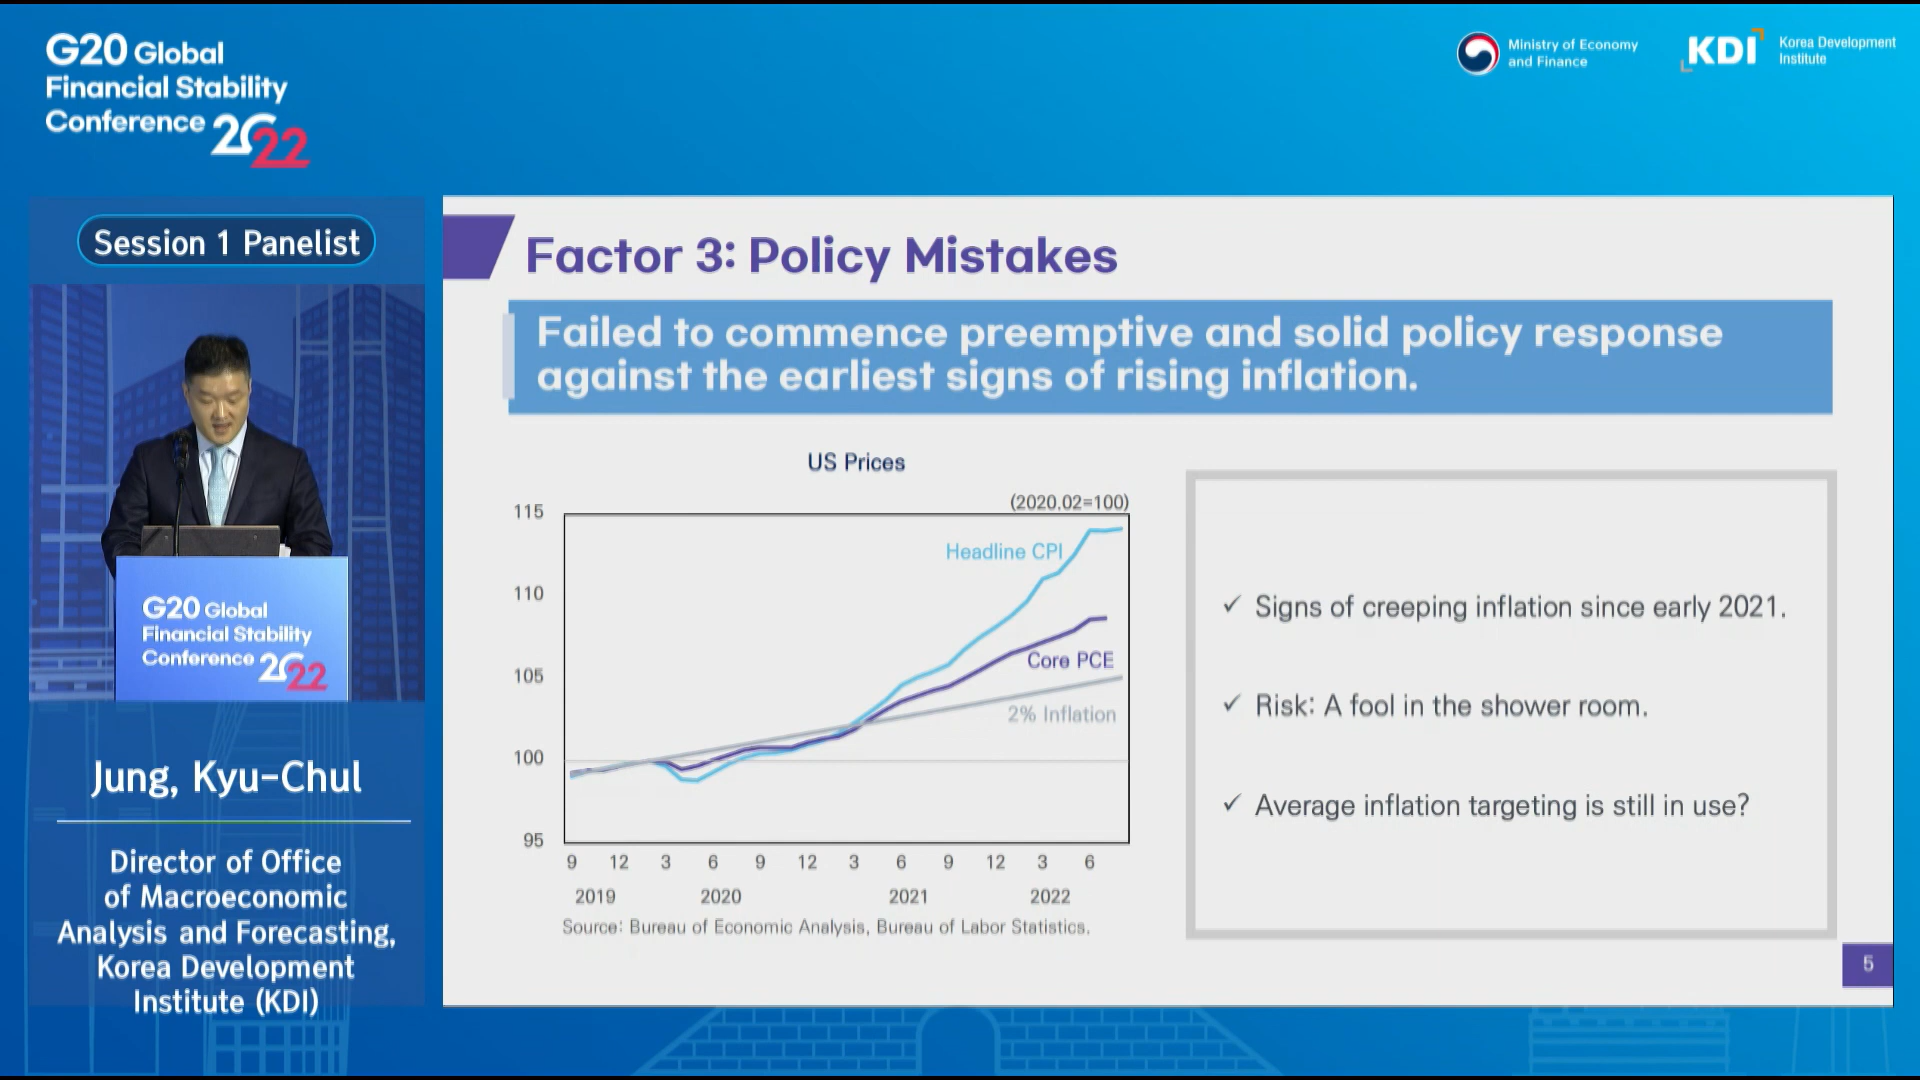 G20 Global
Financial Stability
Conference 2022
Ministry of Economy
and Finance
KDI
Korea Development
Institute
Session 1 Panelist
G20 Global
Financial Stability
Conference 2022
Jung, Kyu-Chul
Director of Office
of Macroeconomic
Analysis and Forecasting,
Korea Development
Institute (KDI)
Factor 3: Policy Mistakes
Failed to commence preemptive and solid policy response
against the earliest signs of rising inflation.
US Prices
(2020.02=100)
115
110
105
100
95
Headline CPI
Core PCE
2% Inflation
9 12 3 6 9 12 3 6 9 12 3 6
2019 2020 2021 2022
Source: Bureau of Economic Analysis, Bureau of Labor Statistics.
✓ Signs of creeping inflation since early 2021.
✓ Risk: A fool in the shower room.
✓ Average inflation targeting is still in use?
5